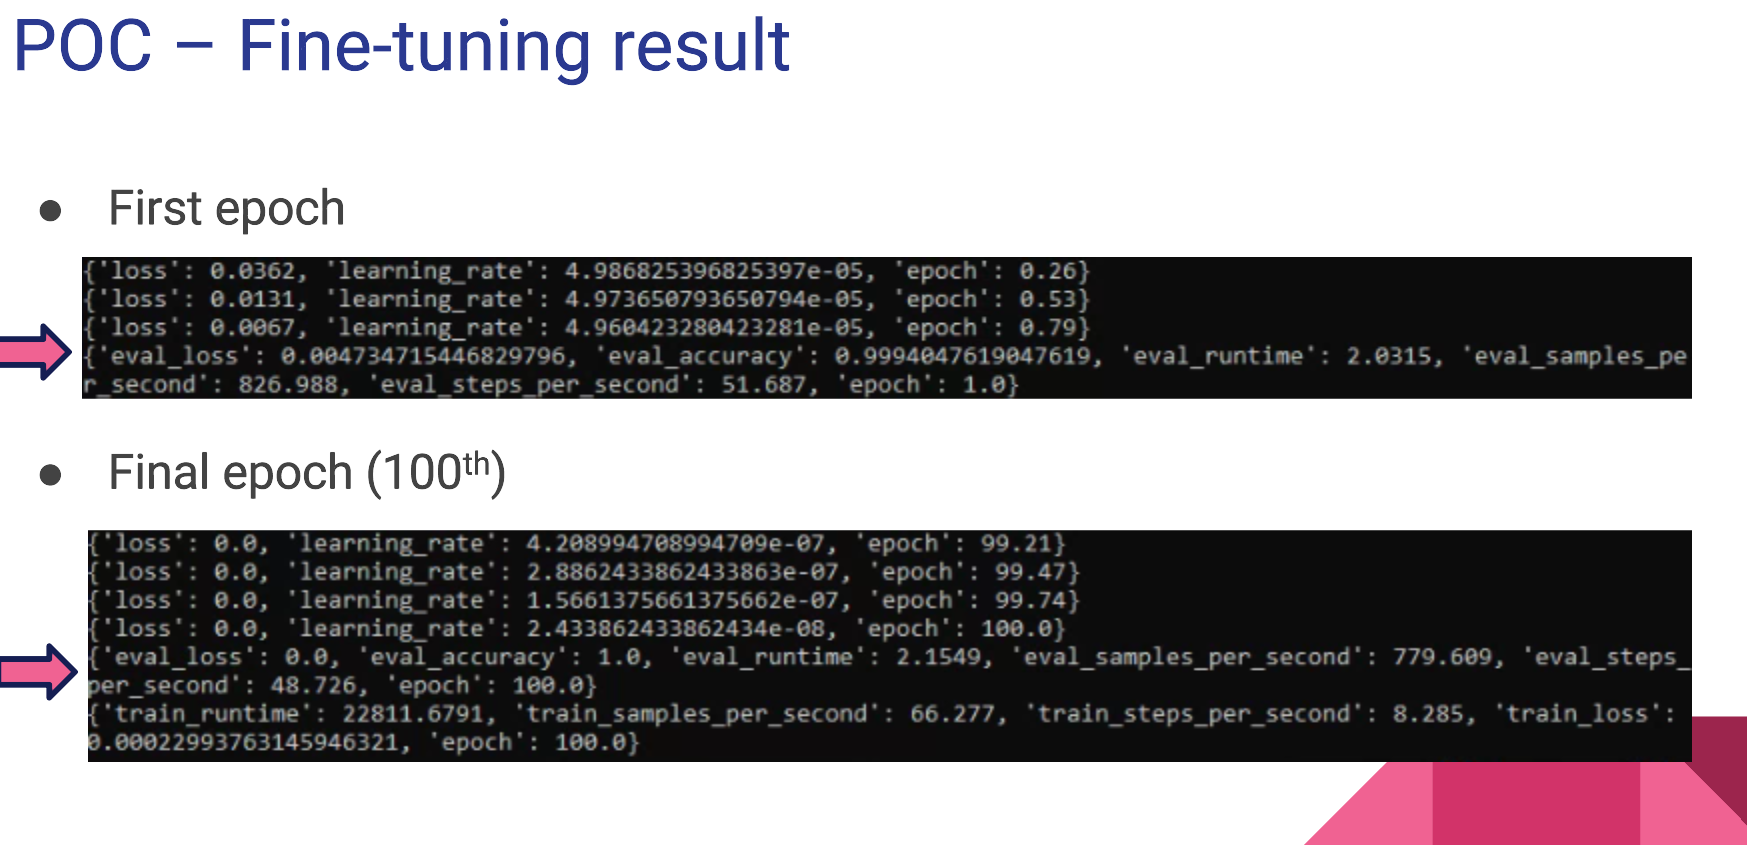 POC – Fine-tuning result
● First epoch
{'loss': 0.0362, 'learning_rate': 4.986825396825397e-05, 'epoch': 0.26}
{'loss': 0.0131, 'learning_rate': 4.973650793650794e-05, 'epoch': 0.53}
{'loss': 0.0067, 'learning_rate': 4.960423280423281e-05, 'epoch': 0.79}
{'eval_loss': 0.004734715446829796, 'eval_accuracy': 0.9994047619047619, 'eval_runtime': 2.0315, 'eval_samples_pe
r_second': 826.988, 'eval_steps_per_second': 51.687, 'epoch': 1.0}
● Final epoch (100th)
{'loss': 0.0, 'learning_rate': 4.208994708994709e-07, 'epoch': 99.21}
{'loss': 0.0, 'learning_rate': 2.8862433862433863e-07, 'epoch': 99.47}
{'loss': 0.0, 'learning_rate': 1.5661375661375662e-07, 'epoch': 99.74}
{'loss': 0.0, 'learning_rate': 2.433862433862434e-08, 'epoch': 100.0}
{'eval_loss': 0.0, 'eval_accuracy': 1.0, 'eval_runtime': 2.1549, 'eval_samples_per_second': 779.609, 'eval_steps_
per_second': 48.726, 'epoch': 100.0}
{'train_runtime': 22811.6791, 'train_samples_per_second': 66.277, 'train_steps_per_second': 8.285, 'train_loss':
0.00022993763145946321, 'epoch': 100.0}